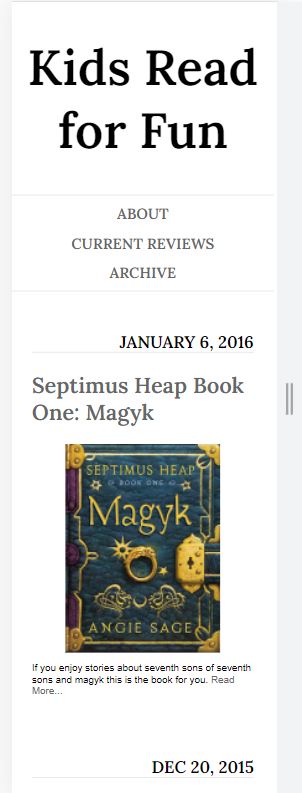 Kids Read
for Fun
ABOUT
CURRENT REVIEWS
ARCHIVE
JANUARY 6, 2016
Septimus Heap Book
One: Magyk
SEPTIMUS HEAP
BOOK ONE
Magyk
ANGIE SAGE
If you enjoy stories about seventh sons of seventh
sons and magyk this is the book for you. Read
More...
DEC 20, 2015